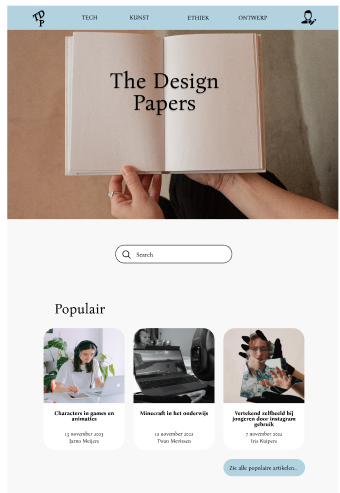 TDP
TECH KUNST ETHIEK ONTWERP
The Design
Papers
Search
Populair
Characters in games en
animaties
13 november 2023
Jarno Meijers
Minecraft in het onderwijs
12 november 2022
Twan Mevissen
Vertekend zelfbeeld bij
jongeren door instagram
gebruik
7 november 2022
Iris Kuipers
Zie alle populaire artikelen..